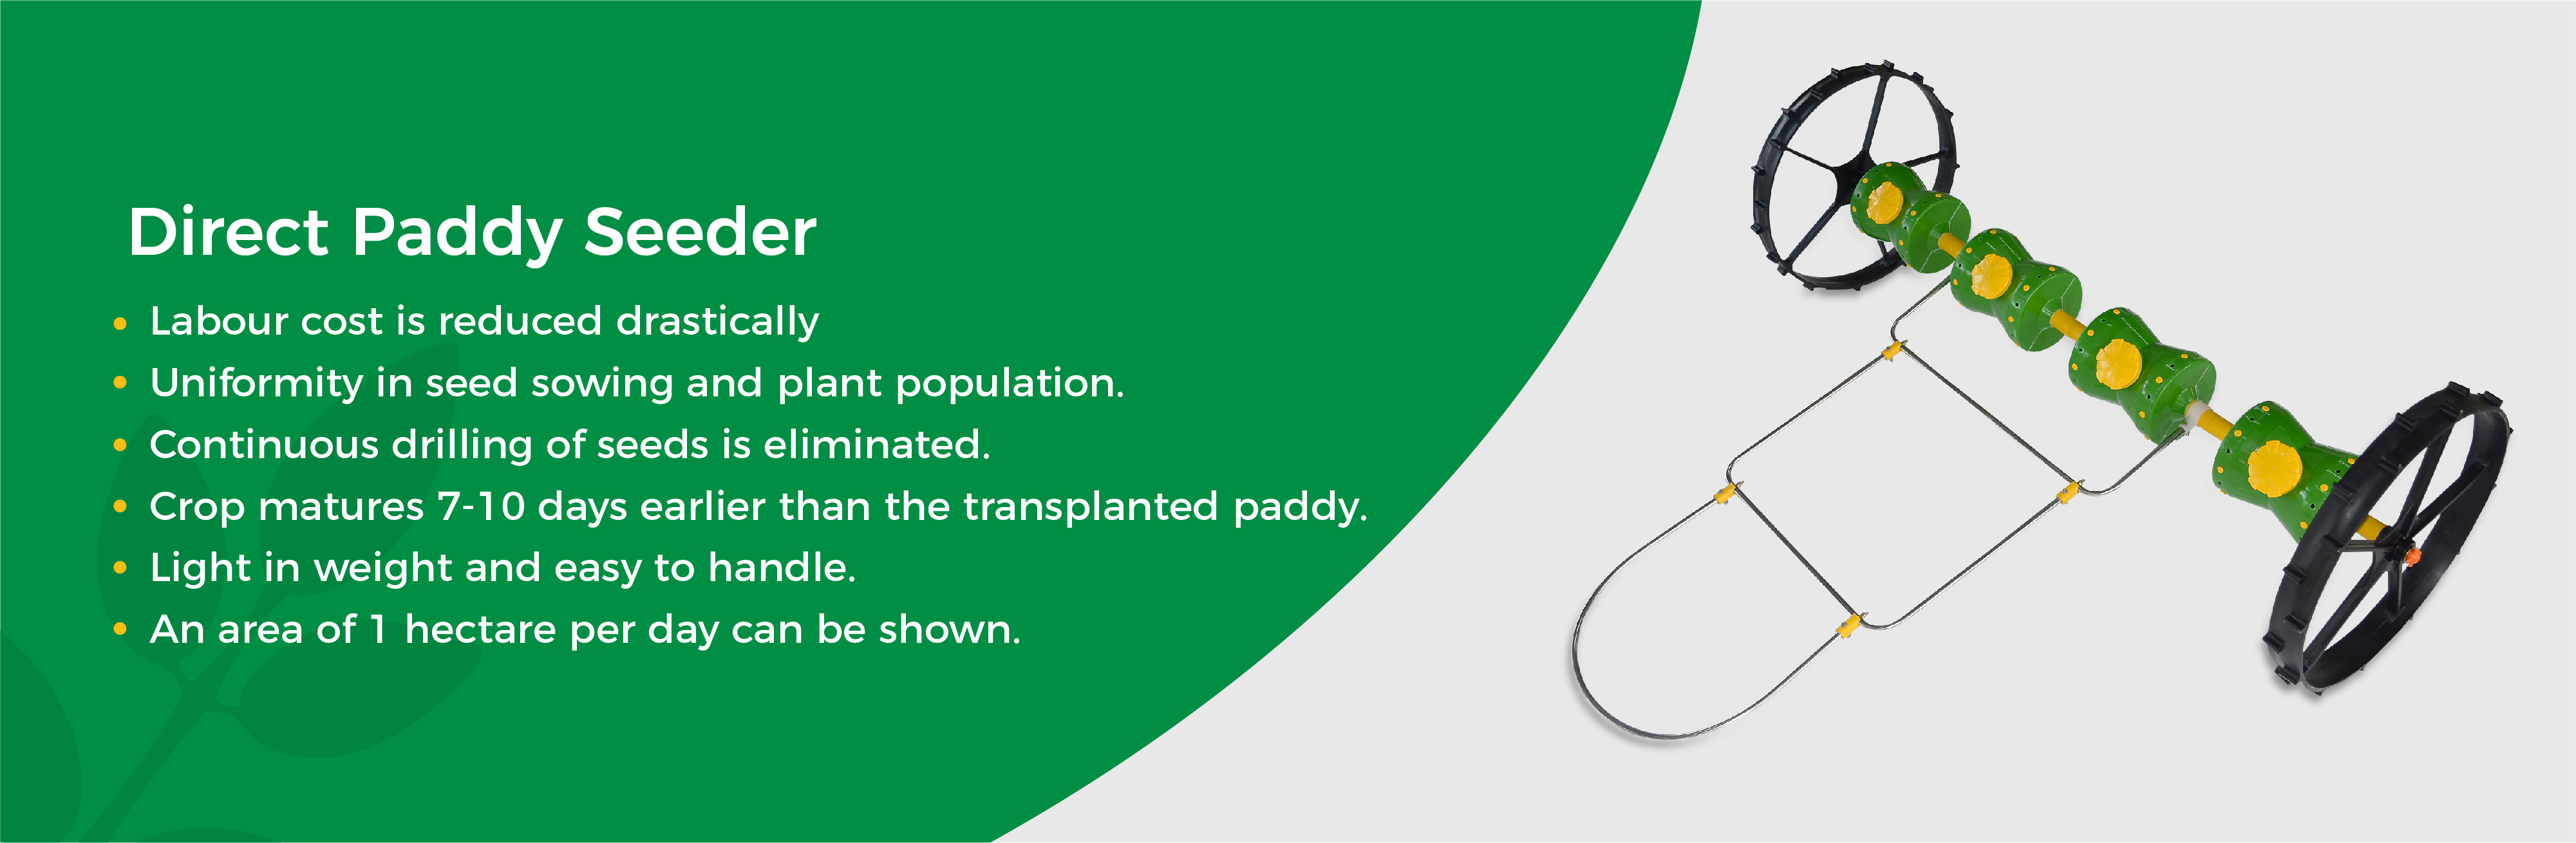 Direct Paddy Seeder
• Labour cost is reduced drastically
• Uniformity in seed sowing and plant population.
• Continuous drilling of seeds is eliminated.
• Crop matures 7-10 days earlier than the transplanted paddy.
• Light in weight and easy to handle.
• An area of 1 hectare per day can be shown.